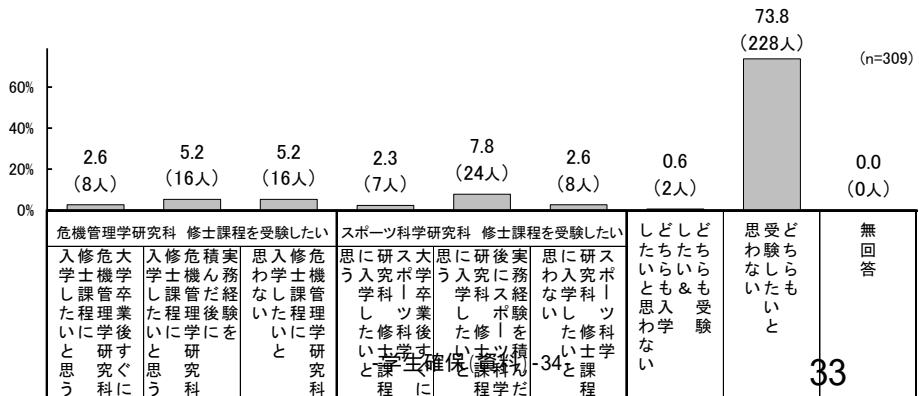 73.8
(228人)
(n=309)
60%
40%
20%
0%
2.6
(8人)
5.2
(16人)
5.2
(16人)
2.3
(7人)
7.8
(24人)
2.6
(8人)
0.6
(2人)
0.0
(0人)
危機管理学研究科 修士課程を受験したい
スポーツ科学研究科 修士課程を受験したい
大学卒業後すぐに
危機管理学研究科
修士課程に
入学したいと思う
実務経験を
積んだ後に
危機管理学研究科
修士課程に
入学したいと思う
危機管理学研究科
修士課程に
入学したいと
思わない
大学卒業後すぐに
スポーツ科学
研究科 修士課程
に入学したいと
思う
実務経験を積んだ
後にスポーツ科学
研究科 修士課程
に入学したいと
思う
スポーツ科学
研究科 修士課程
に入学したいと
思わない
どちらも受験
したい&
どちらも入学
したいと思わない
どちらも
受験したいと
思わない
無回答
-学生確保(資料)-34-
33